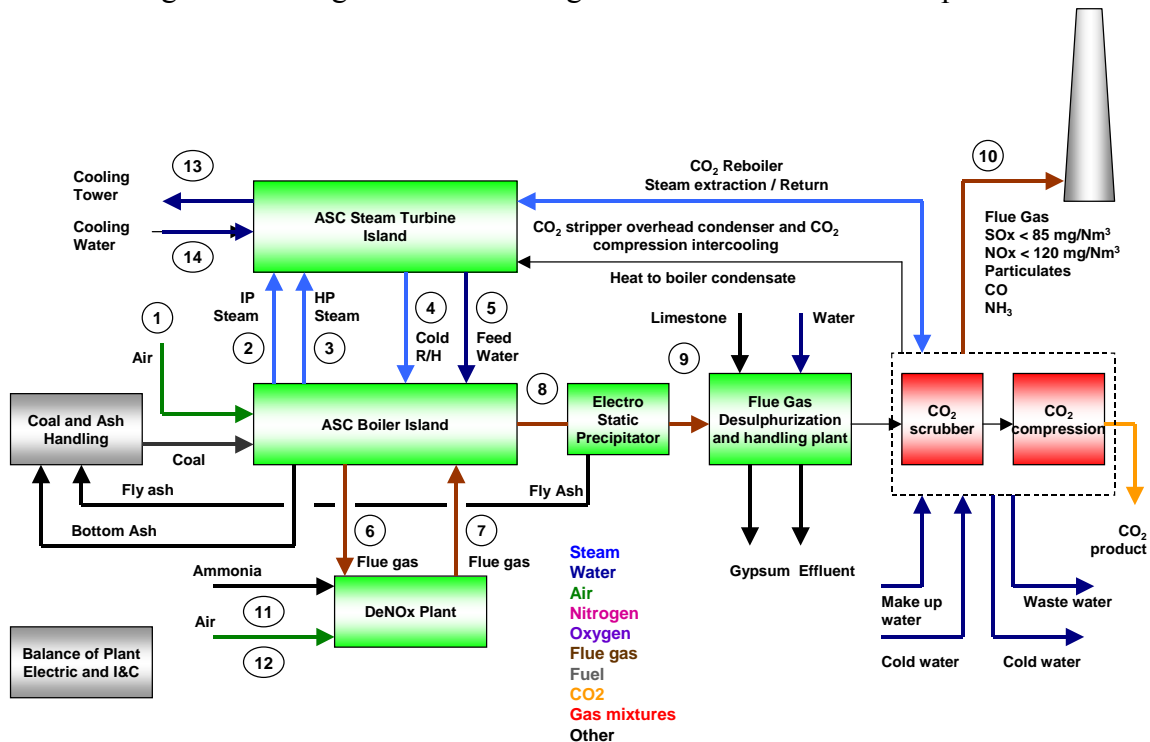 13
Cooling
Tower
Cooling
Water
14
ASC Steam Turbine
Island
CO2 Reboiler
Steam extraction / Return
CO2 stripper overhead condenser and CO2
compression intercooling
Heat to boiler condensate
10
Flue Gas
SOx < 85 mg/Nm3
NOx < 120 mg/Nm3
Particulates
CO
NH3
1
Air
IP
Steam
2
HP
Steam
3
4
Cold
R/H
5
Feed
Water
Limestone
Water
Coal and Ash
Handling
Coal
ASC Boiler Island
8
Electro
Static
Precipitator
9
Flue Gas
Desulphurization
and handling plant
CO2
scrubber
CO2
compression
Fly ash
Fly Ash
Bottom Ash
6
Flue gas
7
Flue gas
Gypsum Effluent
CO2
product
Ammonia
11
Air
12
DeNOx Plant
Steam
Water
Air
Nitrogen
Oxygen
Flue gas
Fuel
CO2
Gas mixtures
Other
Make up
water
Waste water
Cold water
Cold water
Balance of Plant
Electric and I&C